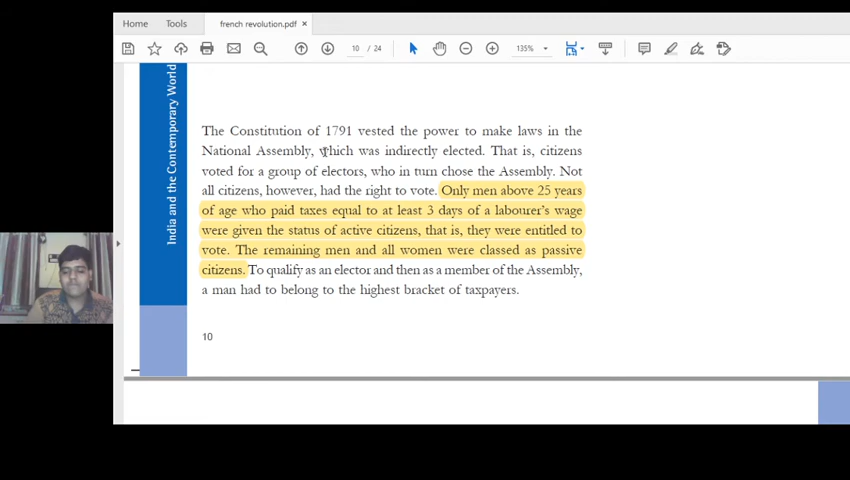 Home Tools french revolution.pdf ×
10 / 24 135%
India and the Contemporary World
The Constitution of 1791 vested the power to make laws in the
National Assembly, which was indirectly elected. That is, citizens
voted for a group of electors, who in turn chose the Assembly. Not
all citizens, however, had the right to vote. Only men above 25 years
of age who paid taxes equal to at least 3 days of a labourer's wage
were given the status of active citizens, that is, they were entitled to
vote. The remaining men and all women were classed as passive
citizens. To qualify as an elector and then as a member of the Assembly,
a man had to belong to the highest bracket of taxpayers.
10